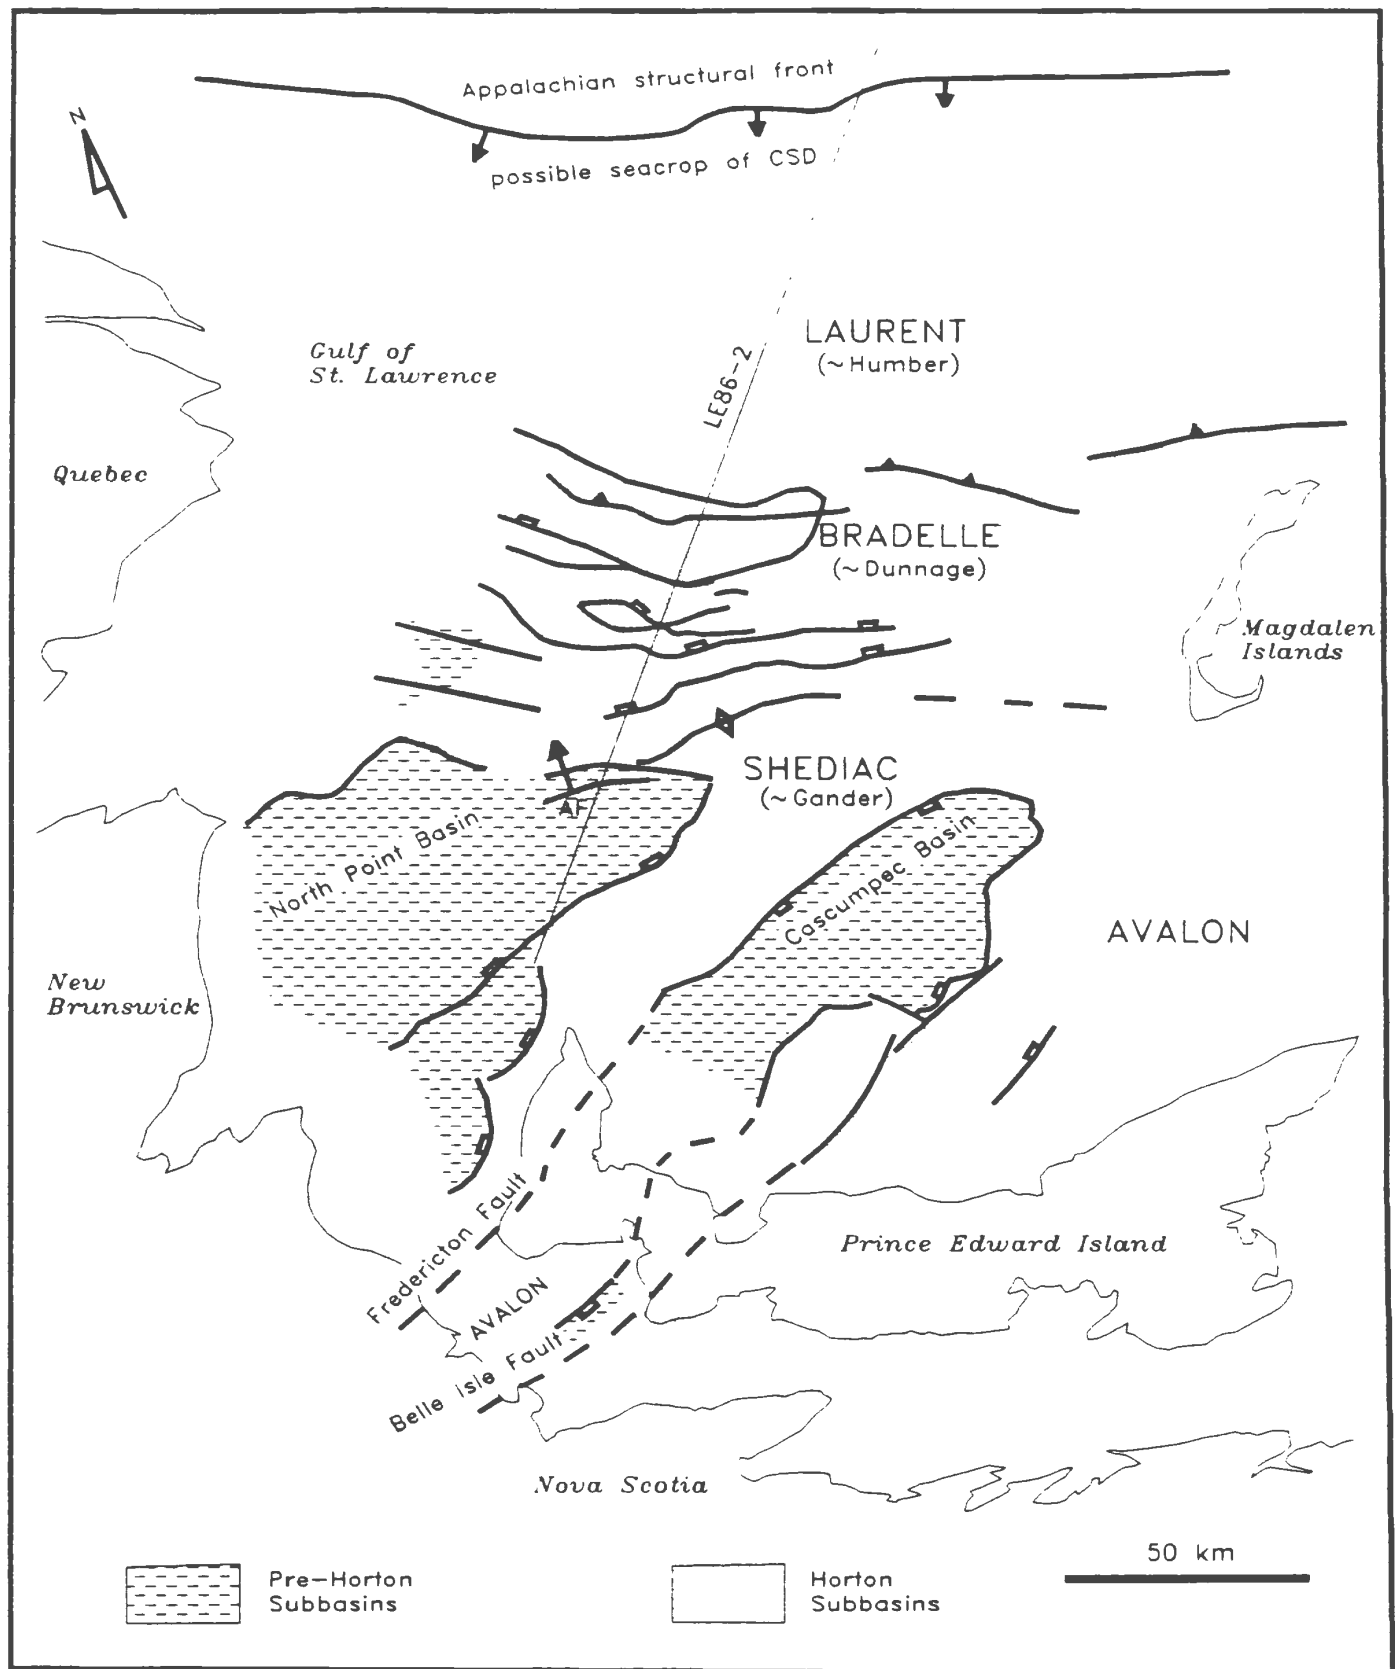 Appalachian structural front
N
possible seacrop of CSD
LAURENT
(~Humber)
Gulf of
St. Lawrence
LE86-2
Quebec
BRADELLE
(~Dunnage)
Magdalen
Islands
SHEDIAC
(~Gander)
AF
North Point Basin
Cascumpec Basin
AVALON
New
Brunswick
Fredericton Fault
Prince Edward Island
AVALON
Belle Isle Fault
Nova Scotia
50 km
Pre-Horton
Subbasins
Horton
Subbasins